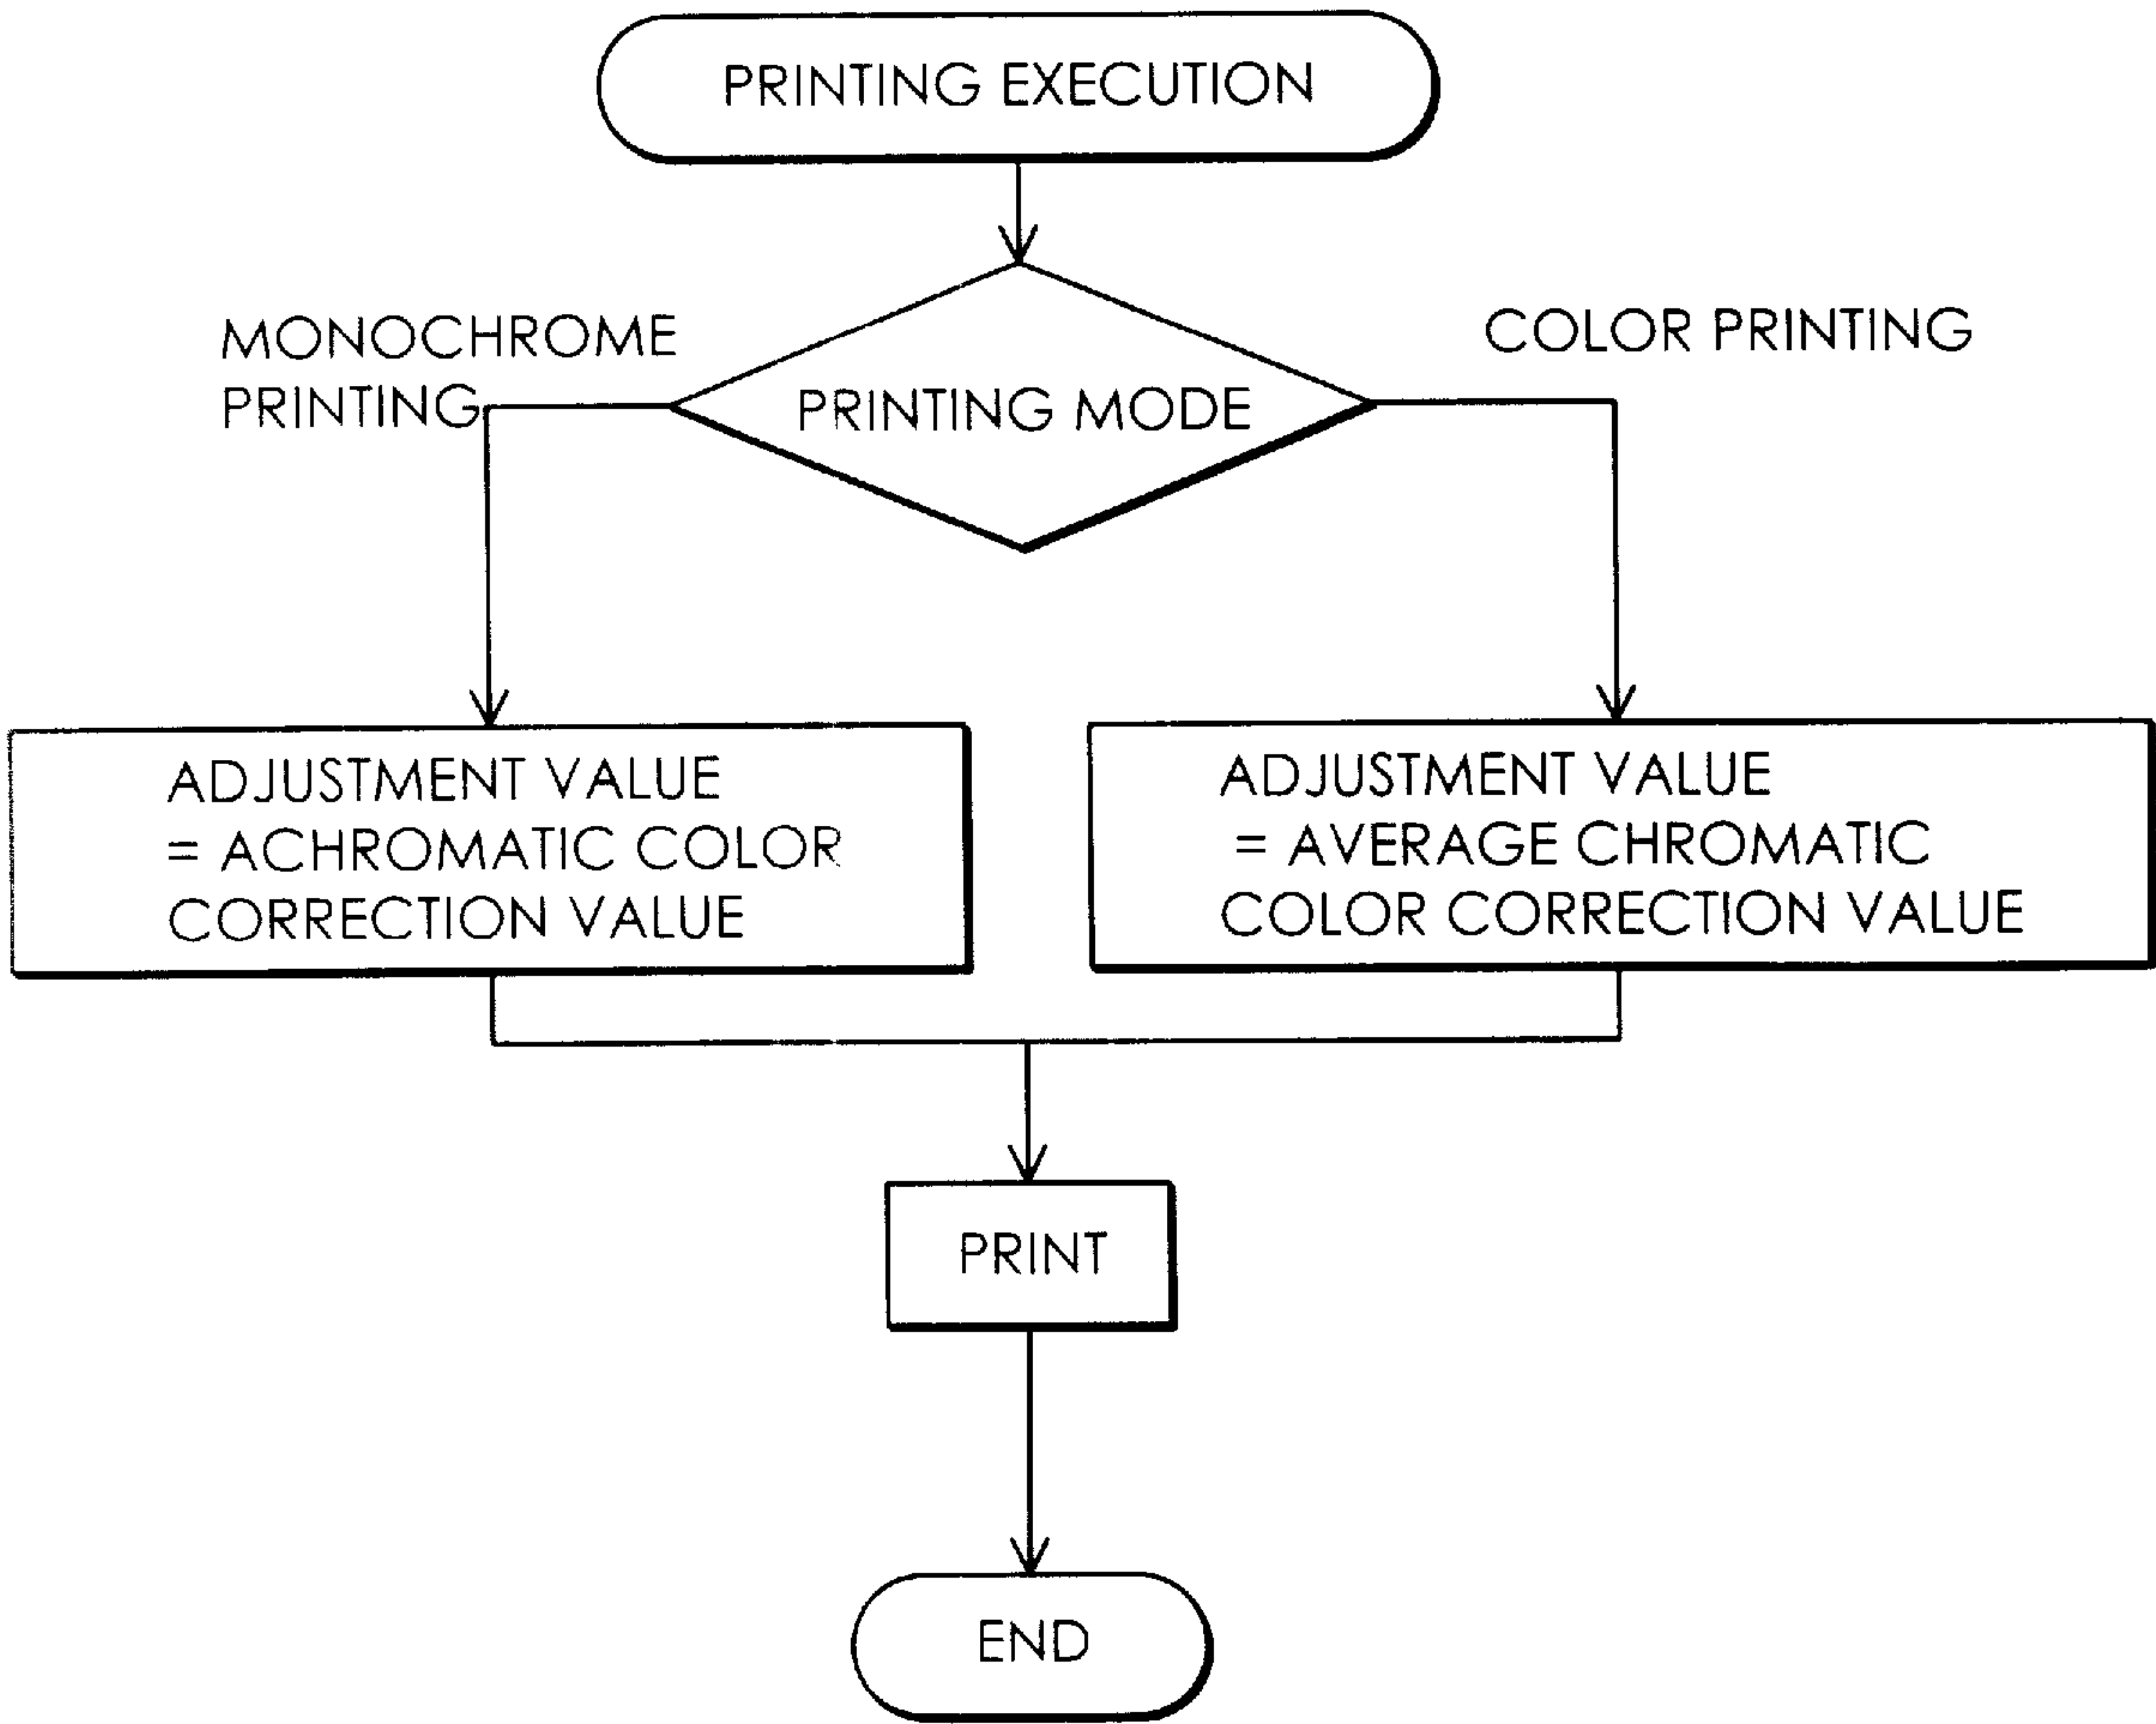 PRINTING EXECUTION
MONOCHROME
PRINTING
COLOR PRINTING
PRINTING MODE
ADJUSTMENT VALUE
= ACHROMATIC COLOR
CORRECTION VALUE
ADJUSTMENT VALUE
= AVERAGE CHROMATIC
COLOR CORRECTION VALUE
PRINT
END